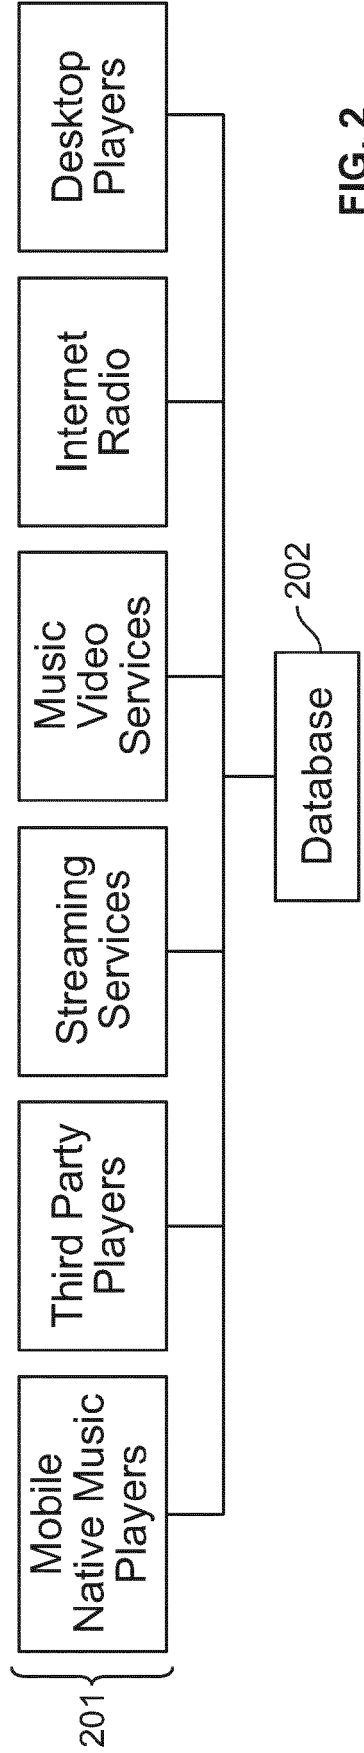 201
Mobile
Native Music
Players
Third Party
Players
Streaming
Services
Music
Video
Services
Internet
Radio
Desktop
Players
Database
202
FIG. 2